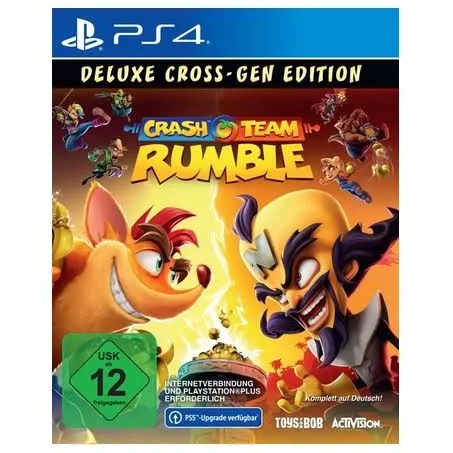 PS4
DELUXE CROSS-GEN EDITION
CRASH TEAM
RUMBLE
USK
ab
12
freigegeben
INTERNETVERBINDUNG
UND PLAYSTATION®PLUS
ERFORDERLICH
PS5™-Upgrade verfügbar
Komplett auf Deutsch!
TOYS FOR BOB
ACTIVISION